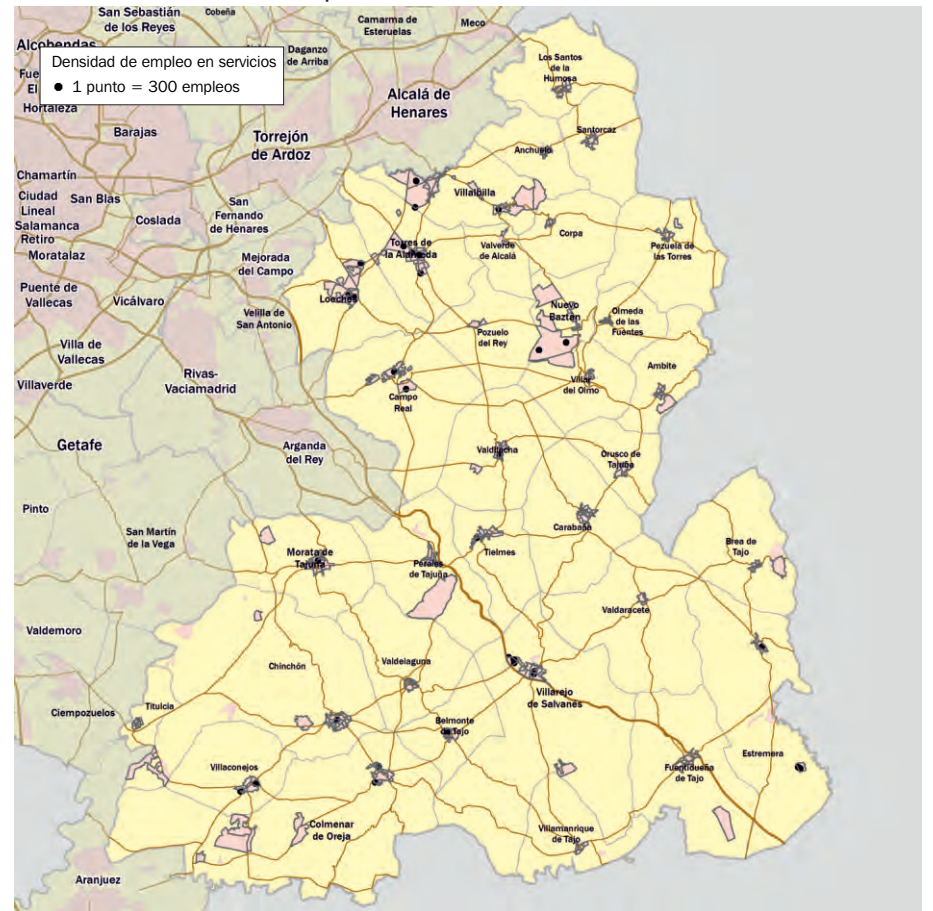 San Sebastián
de los Reyes
Cobeña
Camarma de
Esteruelas
Meco
Alcobendas
Daganzo
de Arriba
Densidad de empleo en servicios
1 punto = 300 empleos
Los Santos
de la
Humosa
Alcalá de
Henares
Hortaleza
Barajas
Torrejón
de Ardoz
Santorcaz
Anchuelo
Chamartín
Ciudad
Lineal
San Blas
Salamanca
Retiro
Moratalaz
Coslada
San
Fernando
de Henares
Villalbilla
Corpa
Torres de
la Alameda
Valverde
de Alcalá
Pezuela de
las Torres
Mejorada
del Campo
Puente de
Vallecas
Vicálvaro
Loeches
Velilla de
San Antonio
Nuevo
Baztán
Olmeda
de las
Fuentes
Pozuelo
del Rey
Villa de
Vallecas
Villaverde
Rivas-
Vaciamadrid
Ambite
Villar
del Olmo
Campo
Real
Getafe
Arganda
del Rey
Valdilecha
Orusco de
Tajuña
Pinto
San Martín
de la Vega
Carabaña
Tielmes
Brea de
Tajo
Morata de
Tajuña
Perales
de Tajuña
Valdaracete
Valdemoro
Chinchón
Valdelaguna
Villarejo
de Salvanés
Ciempozuelos
Titulcia
Belmonte
de Tajo
Villaconejos
Estremera
Fuentidueña
de Tajo
Colmenar
de Oreja
Villamanrique
de Tajo
Aranjuez